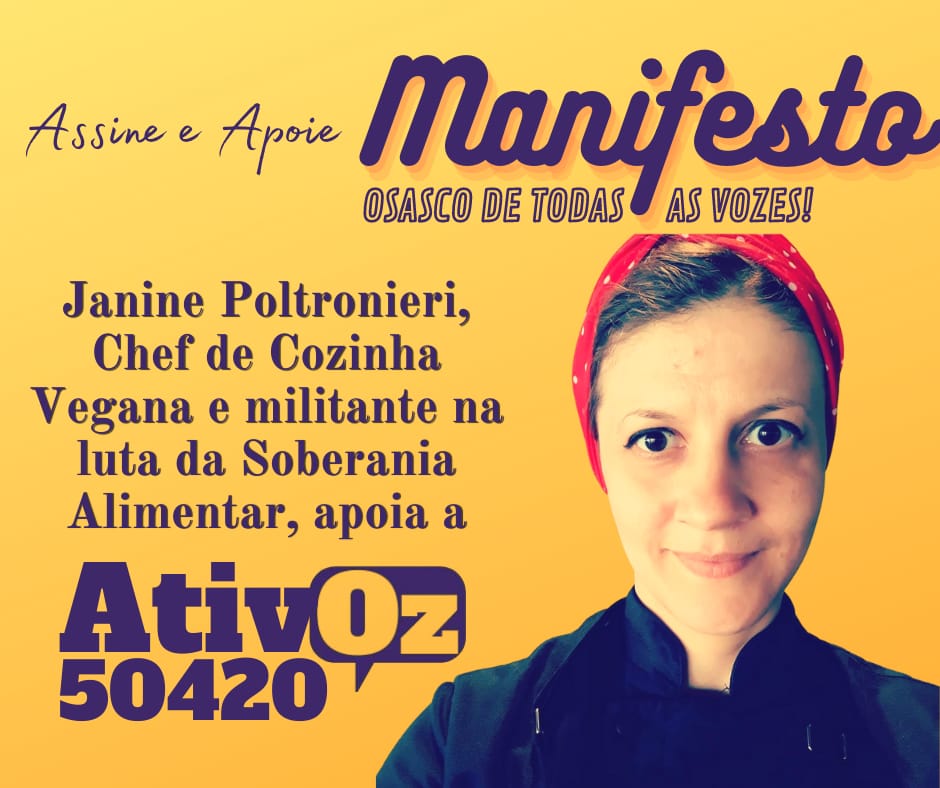 Assine e Apoie Manifesto
OSASCO DE TODAS AS VOZES!
Janine Poltronieri,
Chef de Cozinha
Vegana e militante na
luta da Soberania
Alimentar, apoia a
AtivOz
50420